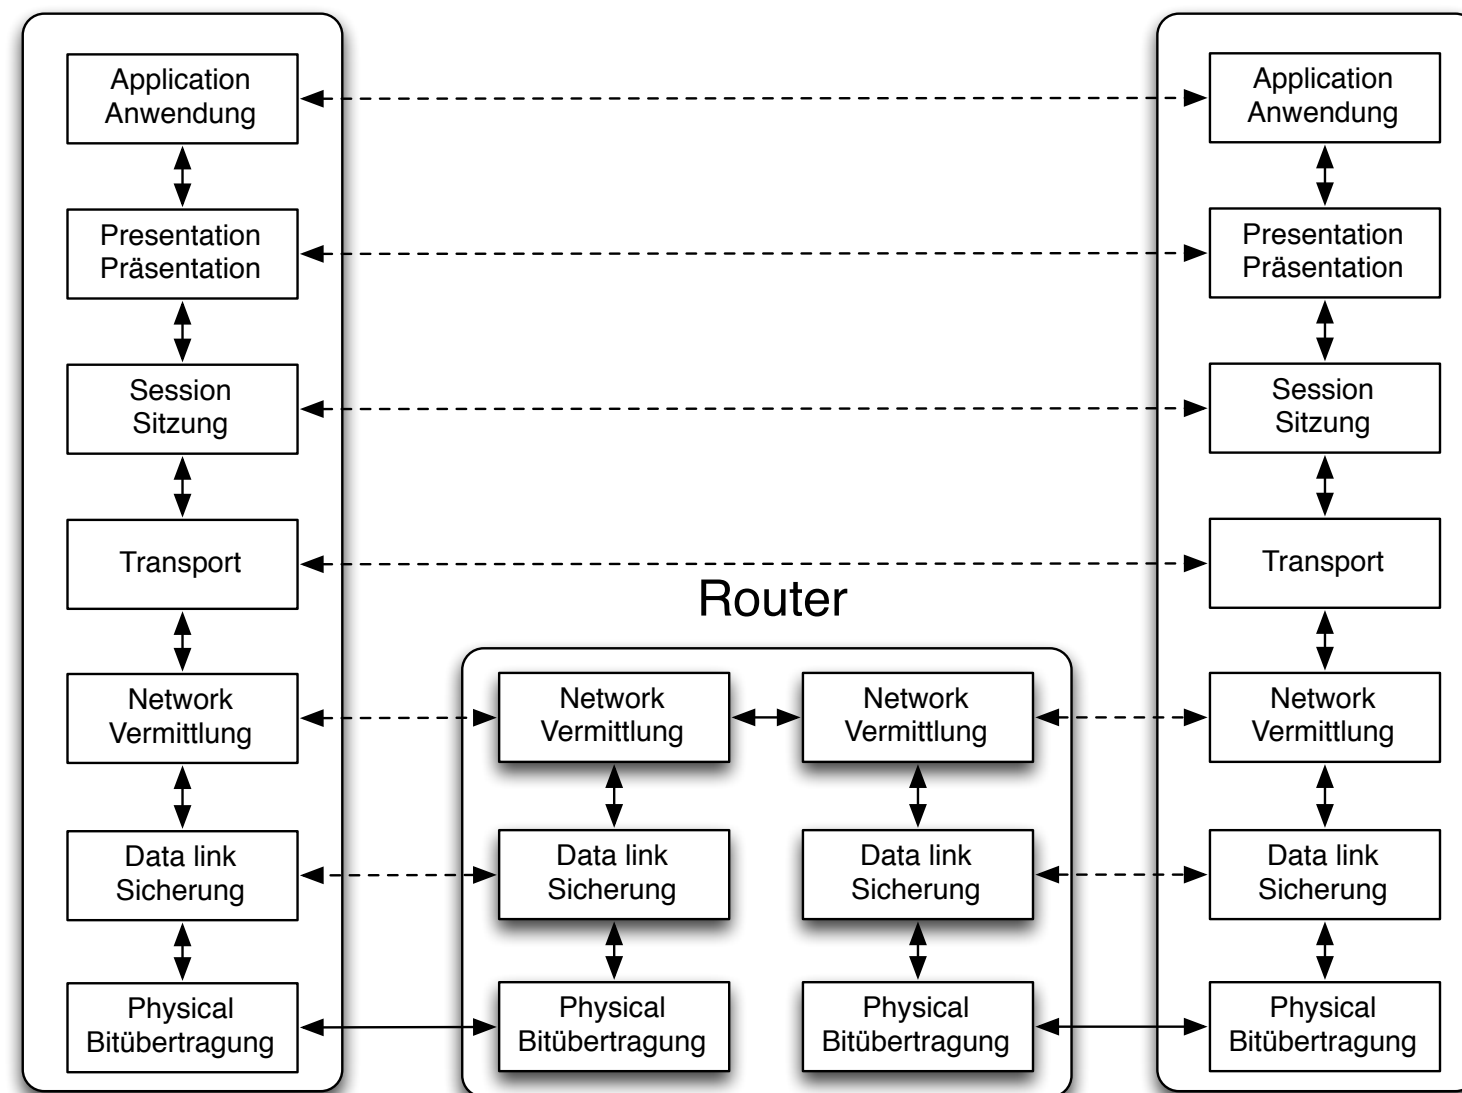 Application
Anwendung
Presentation
Präsentation
Session
Sitzung
Transport
Network
Vermittlung
Data link
Sicherung
Physical
Bitübertragung
Router
Network
Vermittlung
Data link
Sicherung
Physical
Bitübertragung
Network
Vermittlung
Data link
Sicherung
Physical
Bitübertragung
Application
Anwendung
Presentation
Präsentation
Session
Sitzung
Transport
Network
Vermittlung
Data link
Sicherung
Physical
Bitübertragung